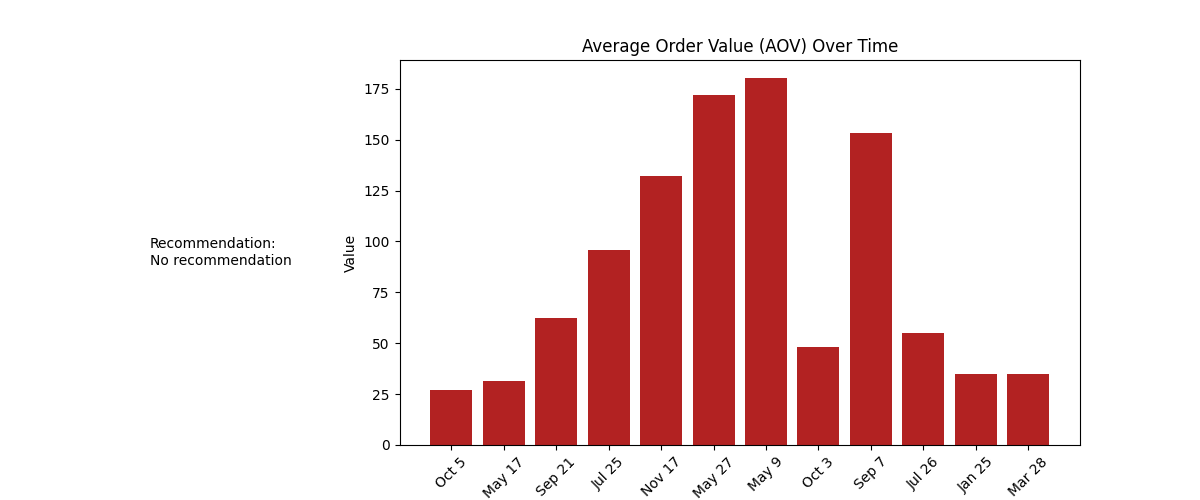 Average Order Value (AOV) Over Time
Recommendation:
No recommendation
Value
175
150
125
100
75
50
25
0
Oct 5
May 17
Sep 21
Jul 25
Nov 17
May 27
May 9
Oct 3
Sep 7
Jul 26
Jan 25
Mar 28